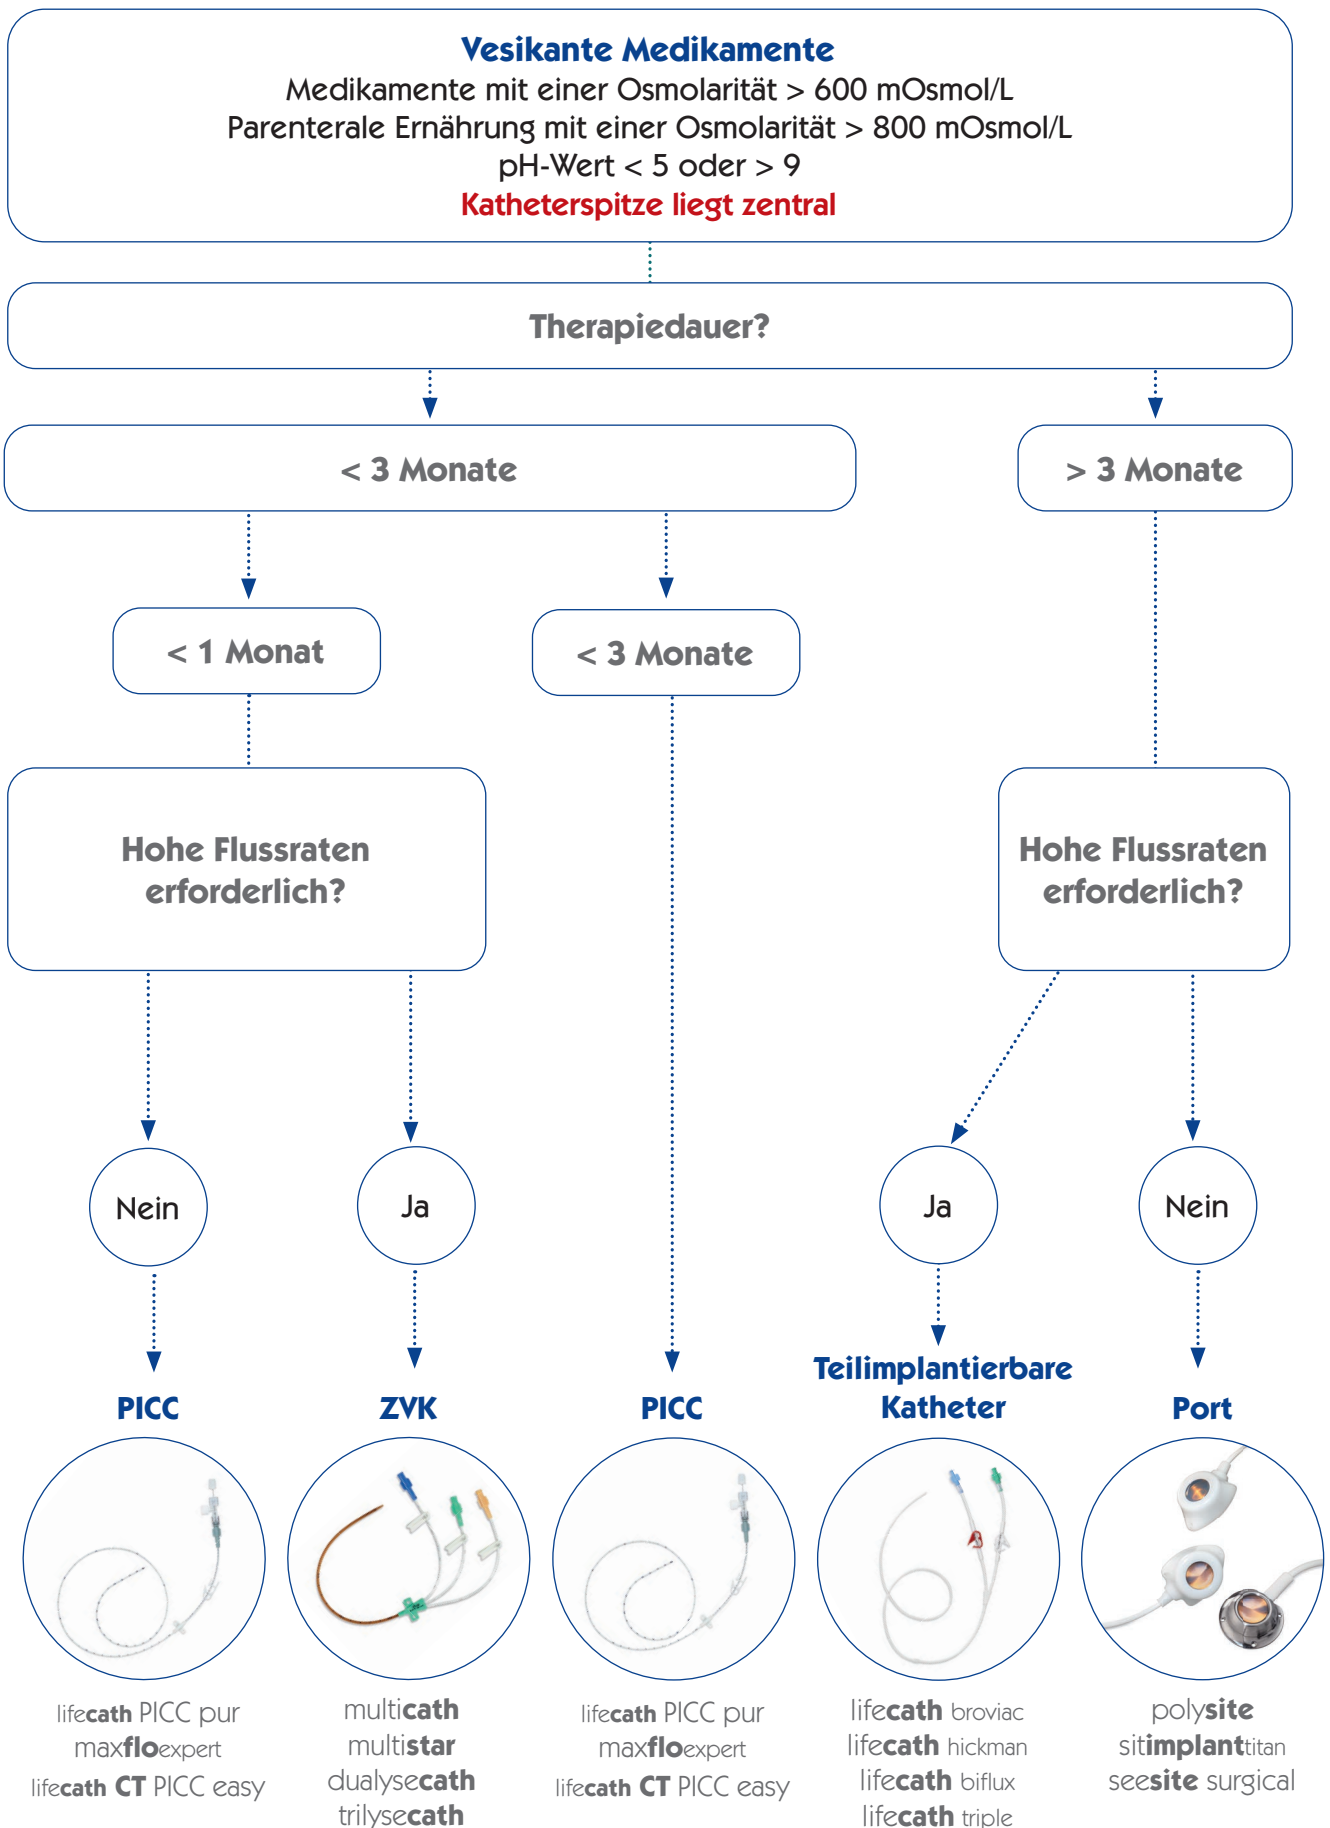 Vesikante Medikamente
Medikamente mit einer Osmolarität > 600 mOsmol/L
Parenterale Ernährung mit einer Osmolarität > 800 mOsmol/L
pH-Wert < 5 oder > 9
Katheterspitze liegt zentral
Therapiedauer?
< 3 Monate
> 3 Monate
< 1 Monat
< 3 Monate
Hohe Flussraten
erforderlich?
Hohe Flussraten
erforderlich?
Nein
Ja
Ja
Nein
PICC
ZVK
PICC
Teilimplantierbare
Katheter
Port
lifecath PICC pur
maxfloexpert
lifecath CT PICC easy
multicath
multistar
dualysecath
trilysecath
lifecath PICC pur
maxfloexpert
lifecath CT PICC easy
lifecath broviac
lifecath hickman
lifecath biflux
lifecath triple
polysite
sitimplanttitan
seesite surgical